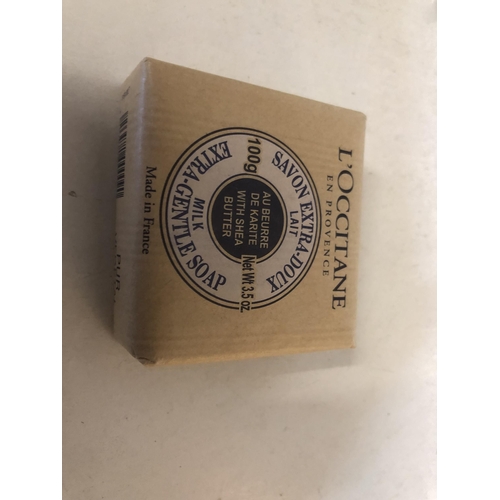 L'OCCITANE
EN PROVENCE
SAVON EXTRA-DOUX
LAIT
100g
AU BEURRE
DE KARITE
WITH SHEA
BUTTER
Net Wt 3.5 oz.
MILK
EXTRA-GENTLE SOAP
Made in France